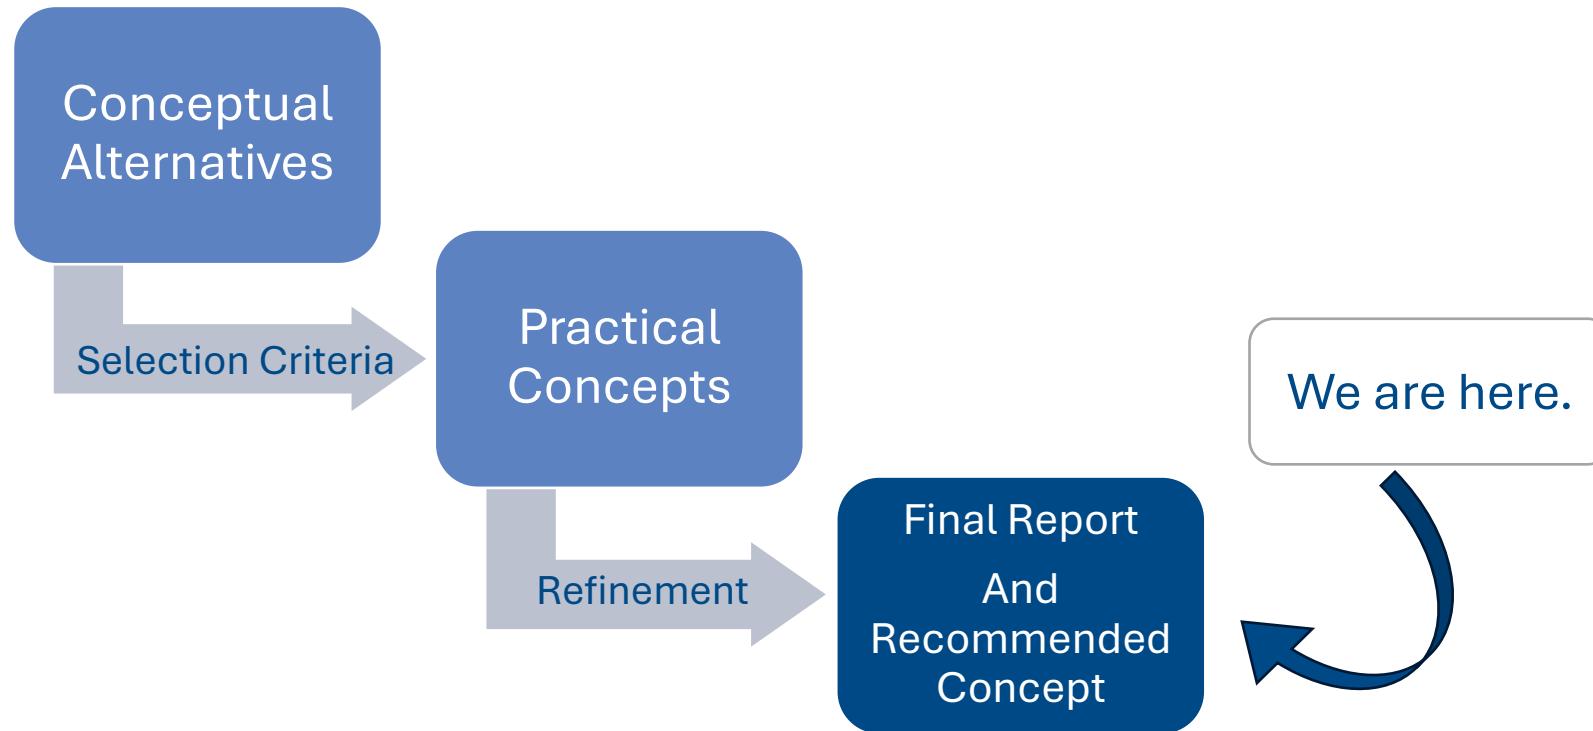 Conceptual
Alternatives
Selection Criteria
Practical
Concepts
Refinement
We are here.
Final Report
And
Recommended
Concept